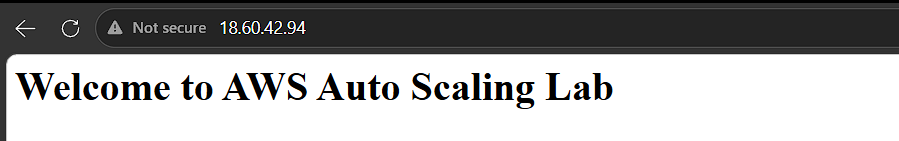 Not secure 18.60.42.94
Welcome to AWS Auto Scaling Lab